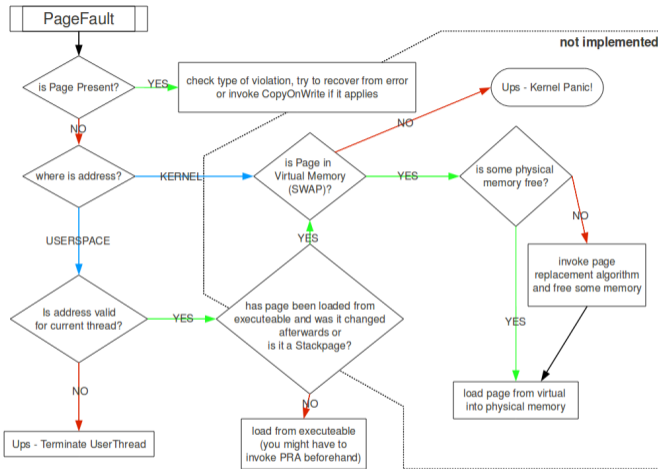 PageFault
not implemented
is Page Present?
YES
check type of violation, try to recover from error
or invoke CopyOnWrite if it applies
Ups - Kernel Panic!
NO
NO
where is address?
KERNEL
is Page in
Virtual Memory
(SWAP)?
YES
is some physical
memory free?
NO
USERSPACE
YES
invoke page
replacement algorithm
and free some memory
Is address valid
for current thread?
YES
has page been loaded from
executeable and was it changed
afterwards or
is it a Stackpage?
YES
NO
NO
load page from virtual
into physical memory
Ups - Terminate UserThread
load from executeable
(you might have to
invoke PRA beforehand)